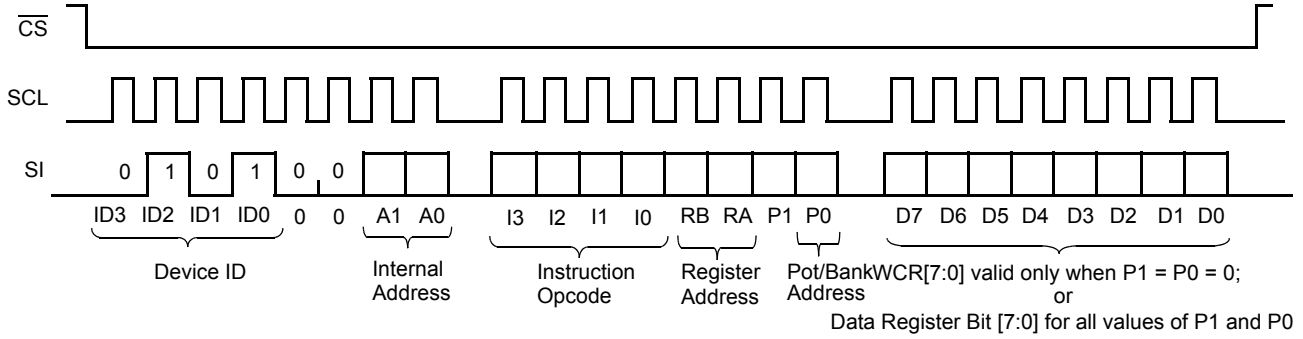 CS
SCL
SI 0 1 0 1 0 0
ID3 ID2 ID1 ID0 0 0 A1 A0 I3 I2 I1 I0 RB RA P1 P0 D7 D6 D5 D4 D3 D2 D1 D0
Device ID
Internal
Address
Instruction
Opcode
Register
Address
Pot/Bank
Address
WCR[7:0] valid only when P1 = P0 = 0;
or
Data Register Bit [7:0] for all values of P1 and P0